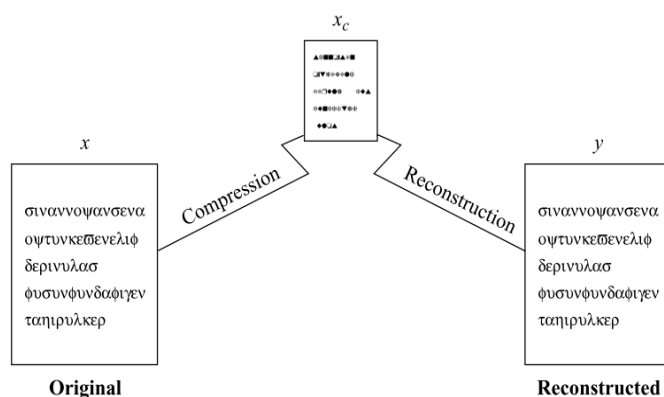 x_c
x
y
Compression
Reconstruction
σιναννοψανσενα
οψτυνκεϖενελιφ
δερινυλασ
φυσυνφυνδαφιγεν
ταηιρυλκερ
Original
σιναννοψανσενα
οψτυνκεϖενελιφ
δερινυλασ
φυσυνφυνδαφιγεν
ταηιρυλκερ
Reconstructed